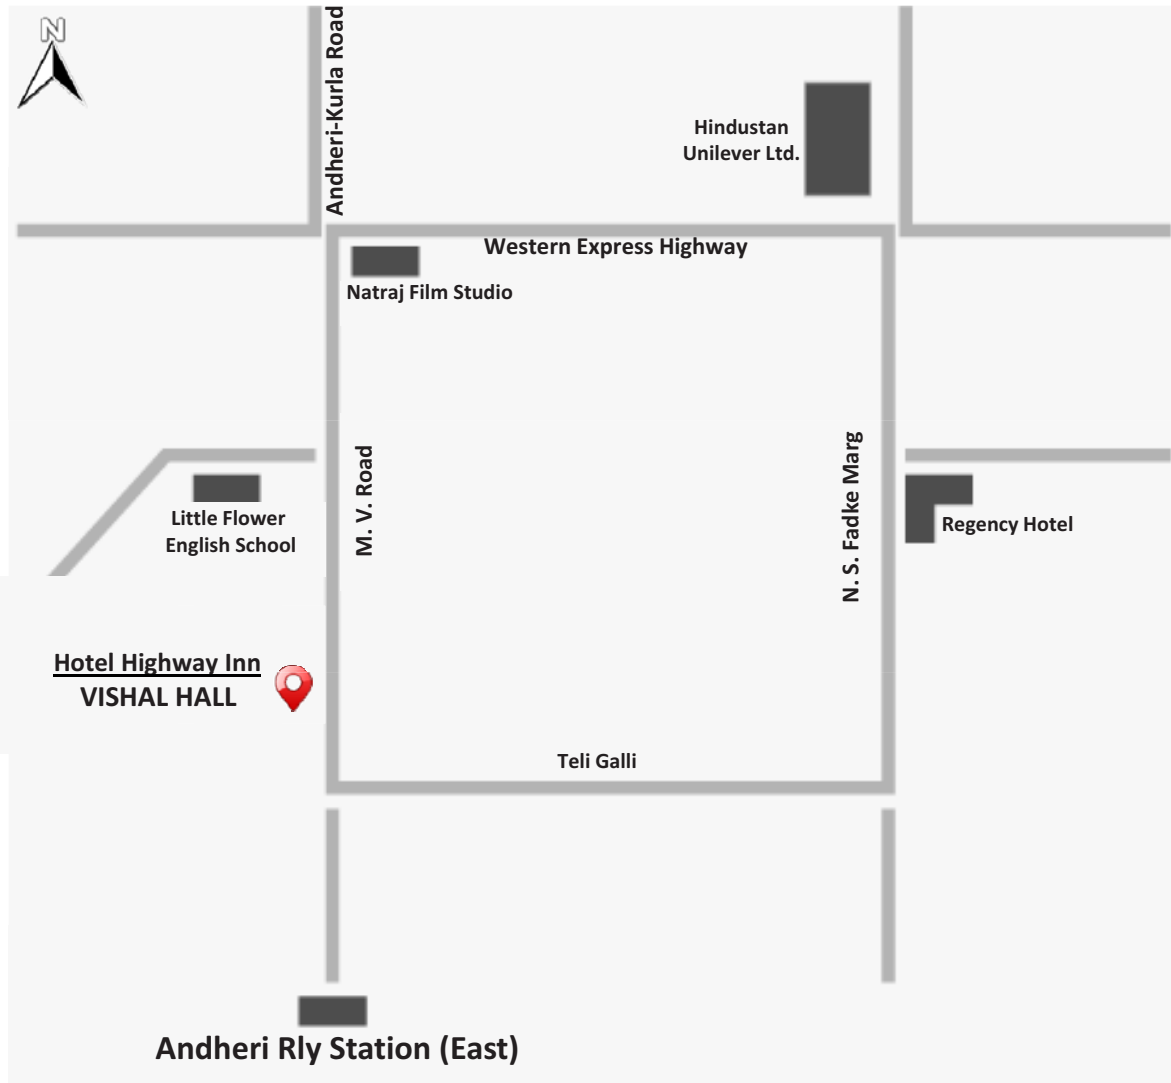 N
Andheri-Kurla Road
Hindustan
Unilever Ltd.
Western Express Highway
Natraj Film Studio
M. V. Road
N. S. Fadke Marg
Little Flower
English School
Regency Hotel
Hotel Highway Inn
VISHAL HALL
Teli Galli
Andheri Rly Station (East)